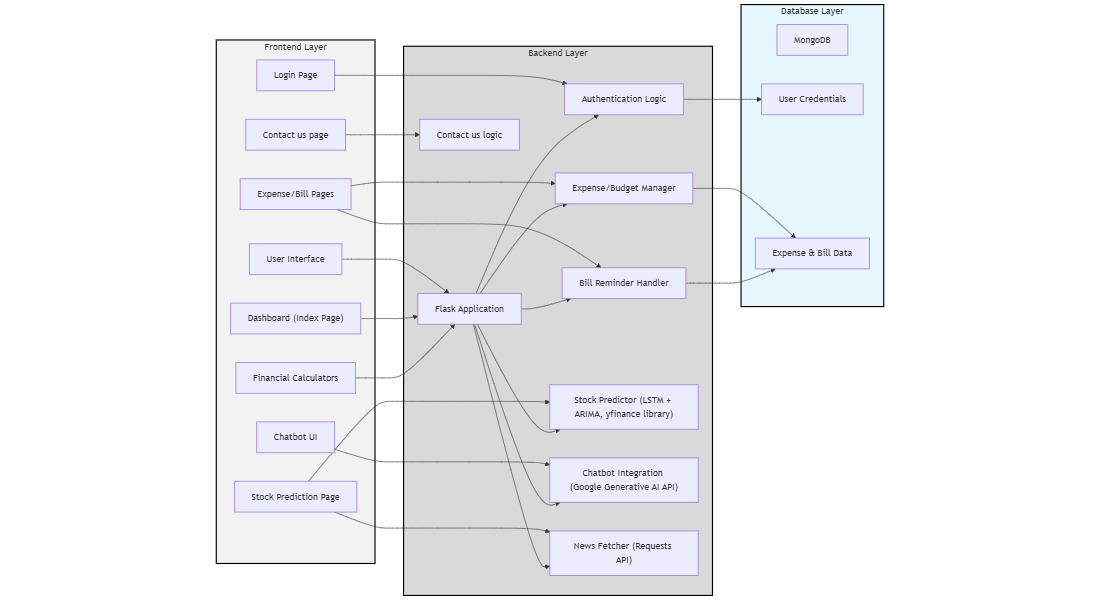 Frontend Layer
Login Page
Contact us page
Expense/Bill Pages
User Interface
Dashboard (Index Page)
Financial Calculators
Chatbot UI
Stock Prediction Page
Backend Layer
Authentication Logic
Contact us logic
Expense/Budget Manager
Bill Reminder Handler
Flask Application
Stock Predictor (LSTM +
ARIMA, yfinance library)
Chatbot Integration
(Google Generative AI API)
News Fetcher (Requests
API)
Database Layer
MongoDB
User Credentials
Expense & Bill Data